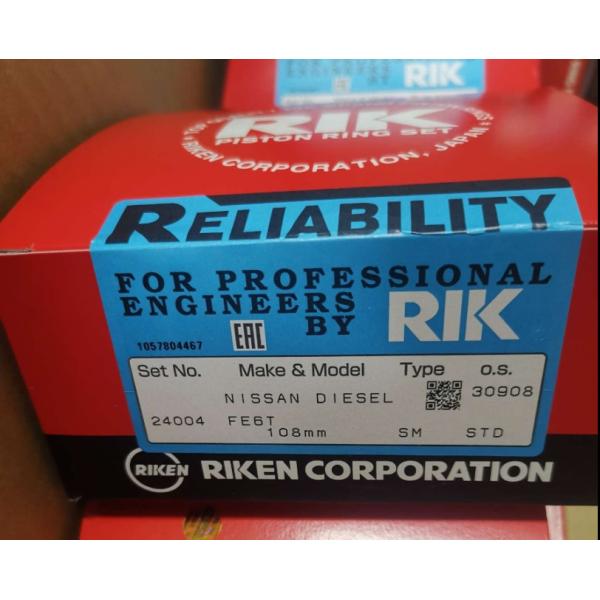 RIK
RIK
PISTON RING SET
RIKEN CORPORATION, JAPAN
RELIABILITY
FOR PROFESSIONAL
ENGINEERS
BY RIK
1057804467
EAC
Set No. Make & Model Type o.s.
NISSAN DIESEL 30908
24004 FE6T
108mm SM STD
RIKEN RIKEN CORPORATION